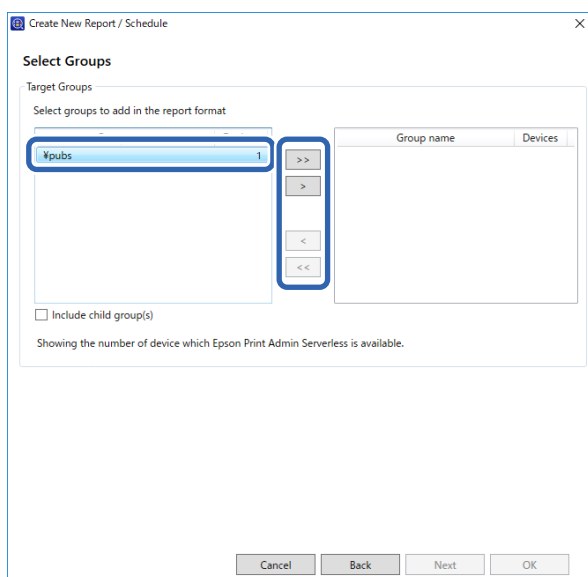 Create New Report / Schedule
Select Groups
Target Groups
Select groups to add in the report format
Group name Devices
¥pubs 1
>>
>
<
<<
Include child group(s)
Showing the number of device which Epson Print Admin Serverless is available.
Cancel Back Next OK